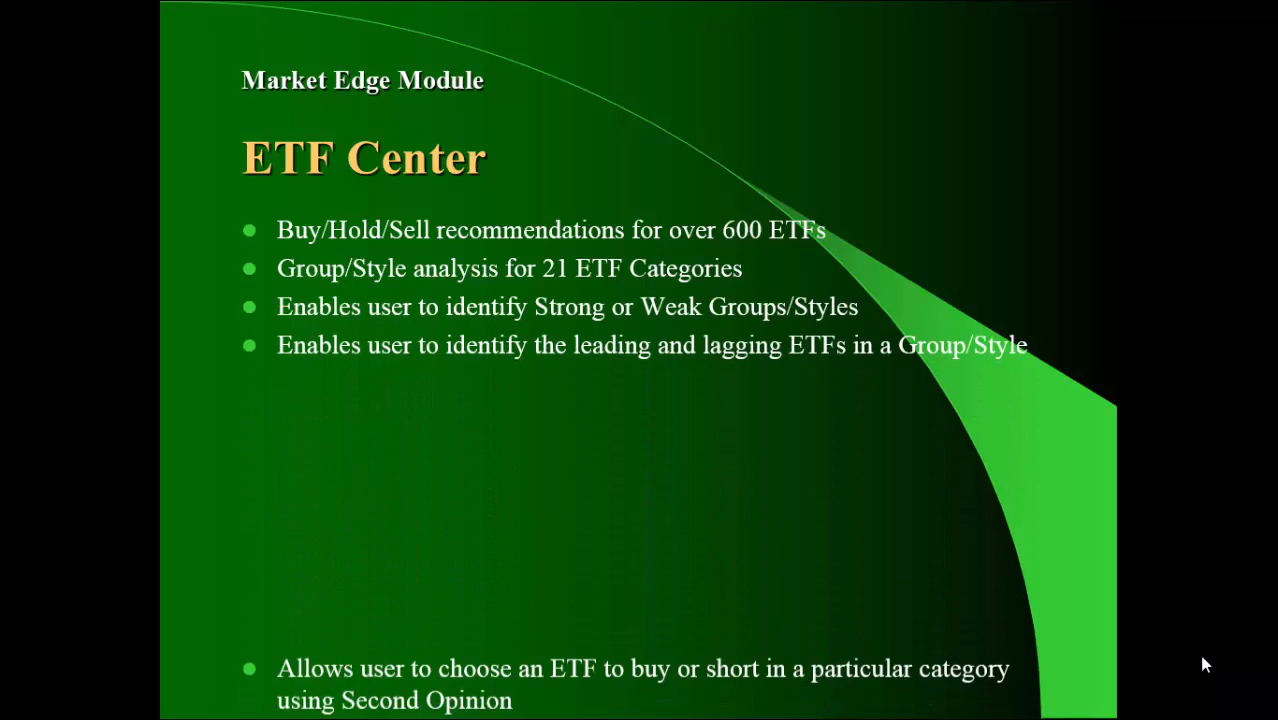 Market Edge Module
ETF Center
Buy/Hold/Sell recommendations for over 600 ETFs
Group/Style analysis for 21 ETF Categories
Enables user to identify Strong or Weak Groups/Styles
Enables user to identify the leading and lagging ETFs in a Group/Style
Allows user to choose an ETF to buy or short in a particular category
using Second Opinion